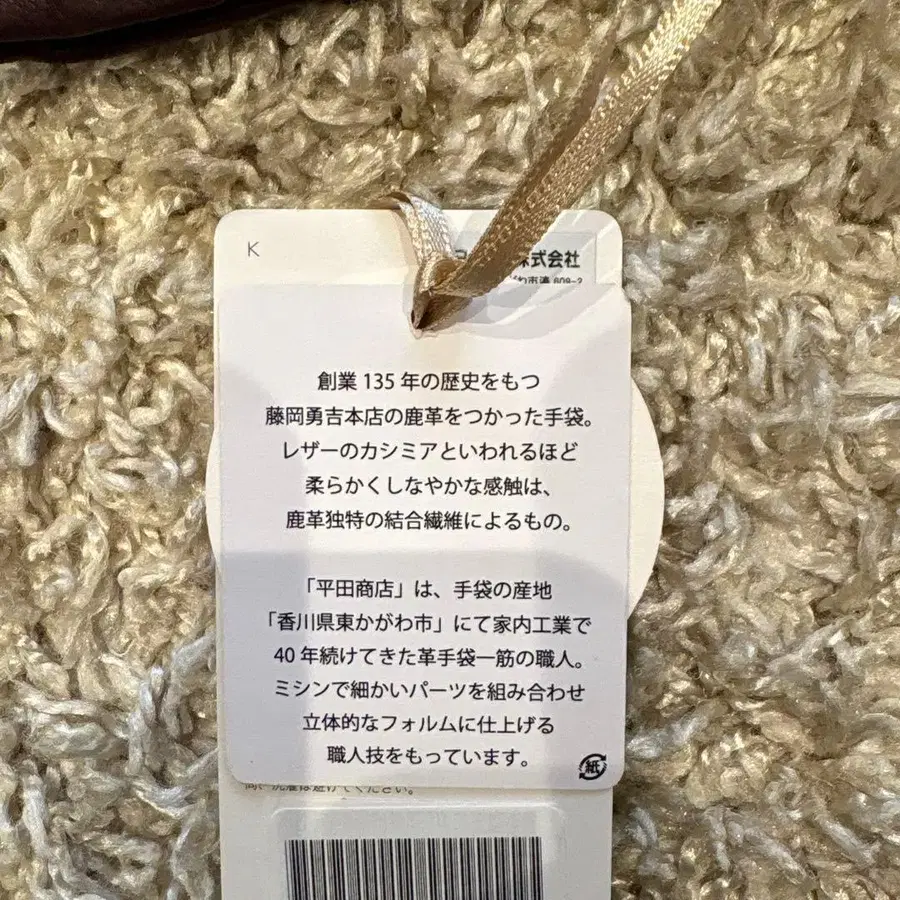 K
式会社
創業 135 年の歴史をもつ
藤岡勇吉本店の鹿革をつかった手袋。
レザーのカシミアといわれるほど
柔らかくしなやかな感触は、
鹿革独特の結合繊維によるもの。
「平田商店」は、手袋の産地
「香川県東かがわ市」にて家内工業で
40 年続けてきた革手袋一筋の職人。
ミシンで細かいパーツを組み合わせ
立体的なフォルムに仕上げる
職人技をもっています。
紙